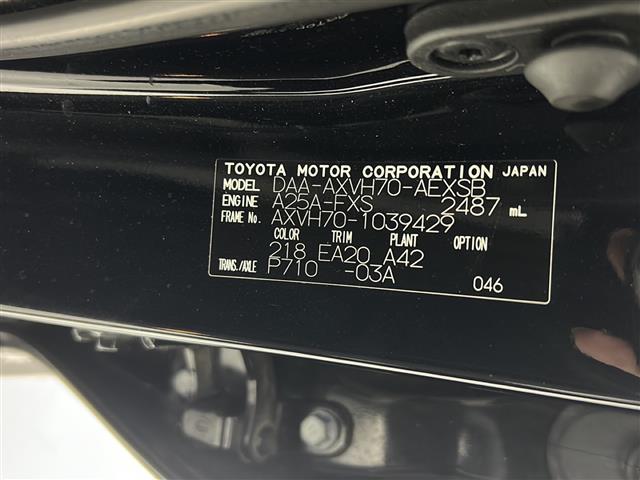 TOYOTA MOTOR CORPORATION JAPAN
MODEL DAA-AXVH70-AEXSB
ENGINE A25A-FXS 2487 mL
FRAME No. AXVH70-1039429
COLOR TRIM PLANT OPTION
218 EA20 A42
TRANS./AXLE P710 -03A 046